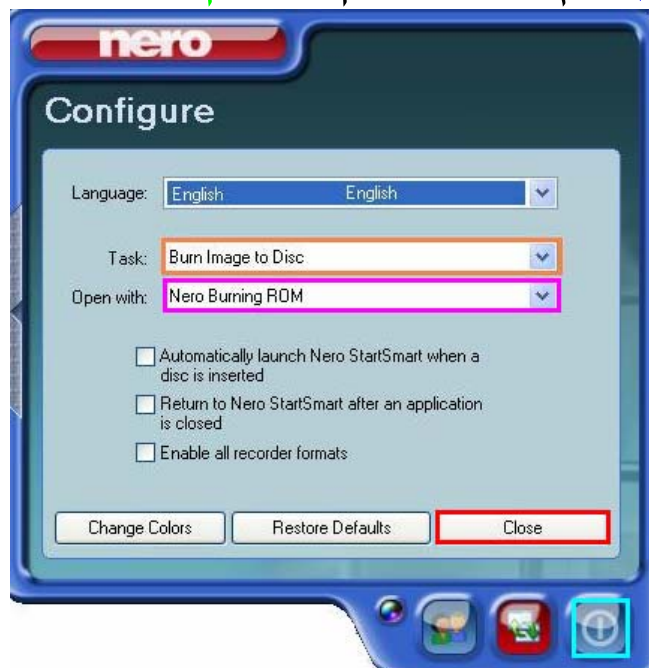 nero
Configure
Language: English English
Task: Burn Image to Disc
Open with: Nero Burning ROM
Automatically launch Nero StartSmart when a
disc is inserted
Return to Nero StartSmart after an application
is closed
Enable all recorder formats
Change Colors Restore Defaults Close